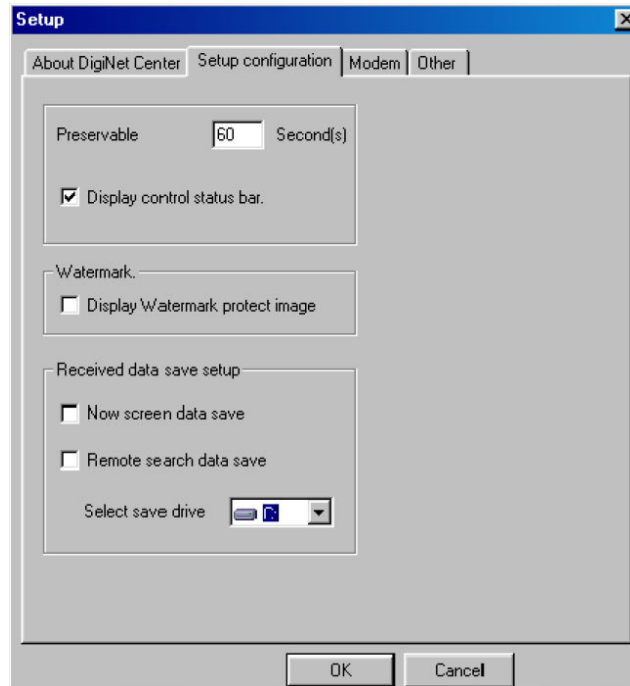 Setup
About DigiNet Center Setup configuration Modem Other
Preservable 60 Second(s)
Display control status bar.
Watermark.
Display Watermark protect image
Received data save setup
Now screen data save
Remote search data save
Select save drive
OK Cancel